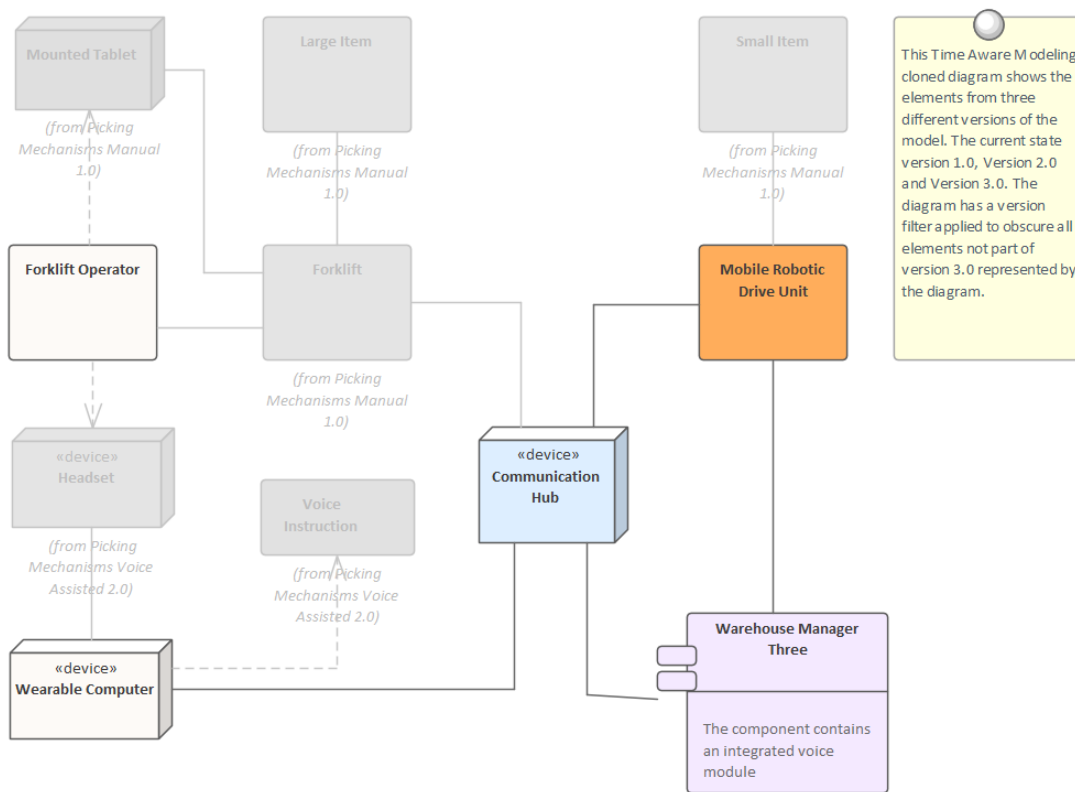 Mounted Tablet
(from Picking
Mechanisms Manual
1.0)
Large Item
(from Picking
Mechanisms Manual
1.0)
Small Item
(from Picking
Mechanisms Manual
1.0)
This Time Aware Modeling
cloned diagram shows the
elements from three
different versions of the
model. The current state
version 1.0, Version 2.0
and Version 3.0. The
diagram has a version
filter applied to obscure all
elements not part of
version 3.0 represented by
the diagram.
Forklift Operator
Forklift
(from Picking
Mechanisms Manual
1.0)
Mobile Robotic
Drive Unit
«device»
Headset
(from Picking
Mechanisms Voice
Assisted 2.0)
Voice
Instruction
(from Picking
Mechanisms Voice
Assisted 2.0)
«device»
Communication
Hub
«device»
Wearable Computer
Warehouse Manager
Three
The component contains
an integrated voice
module